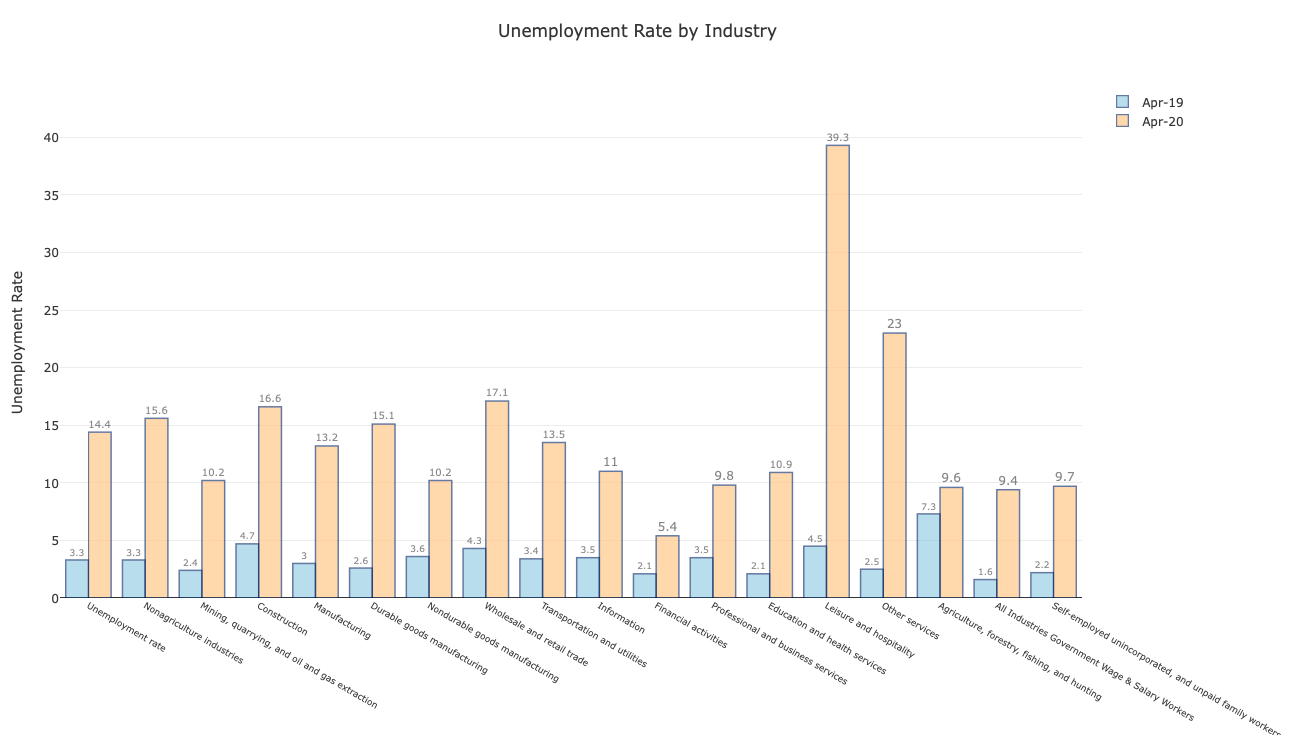 Unemployment Rate by Industry
Apr-19
Apr-20
Unemployment Rate
40
35
30
25
20
15
10
5
0
3.3
14.4
3.3
15.6
2.4
10.2
4.7
16.6
3
13.2
2.6
15.1
3.6
10.2
4.3
17.1
3.4
13.5
3.5
11
2.1
5.4
3.5
9.8
2.1
10.9
4.5
39.3
2.5
23
7.3
9.6
1.6
9.4
2.2
9.7
Unemployment rate
Nonagriculture industries
Mining, quarrying, and oil and gas extraction
Construction
Manufacturing
Durable goods manufacturing
Nondurable goods manufacturing
Wholesale and retail trade
Transportation and utilities
Information
Financial activities
Professional and business services
Education and health services
Leisure and hospitality
Other services
Agriculture, forestry, fishing, and hunting
All Industries Government Wage & Salary Workers
Self-employed unincorporated, and unpaid family workers